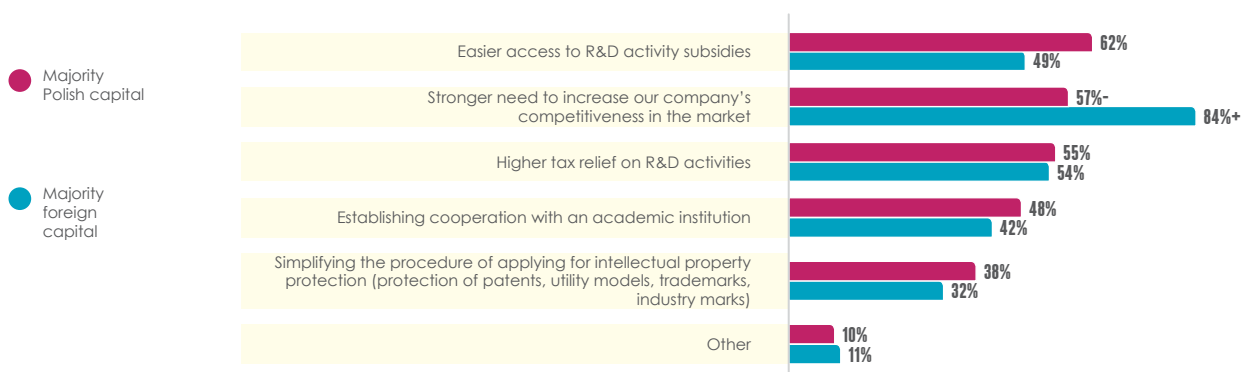 Majority
Polish capital
Majority
foreign
capital
Easier access to R&D activity subsidies
62%
49%
Stronger need to increase our company's
competitiveness in the market
57%-
84%+
Higher tax relief on R&D activities
55%
54%
Establishing cooperation with an academic institution
48%
42%
Simplifying the procedure of applying for intellectual property
protection (protection of patents, utility models, trademarks,
industry marks)
38%
32%
Other
10%
11%